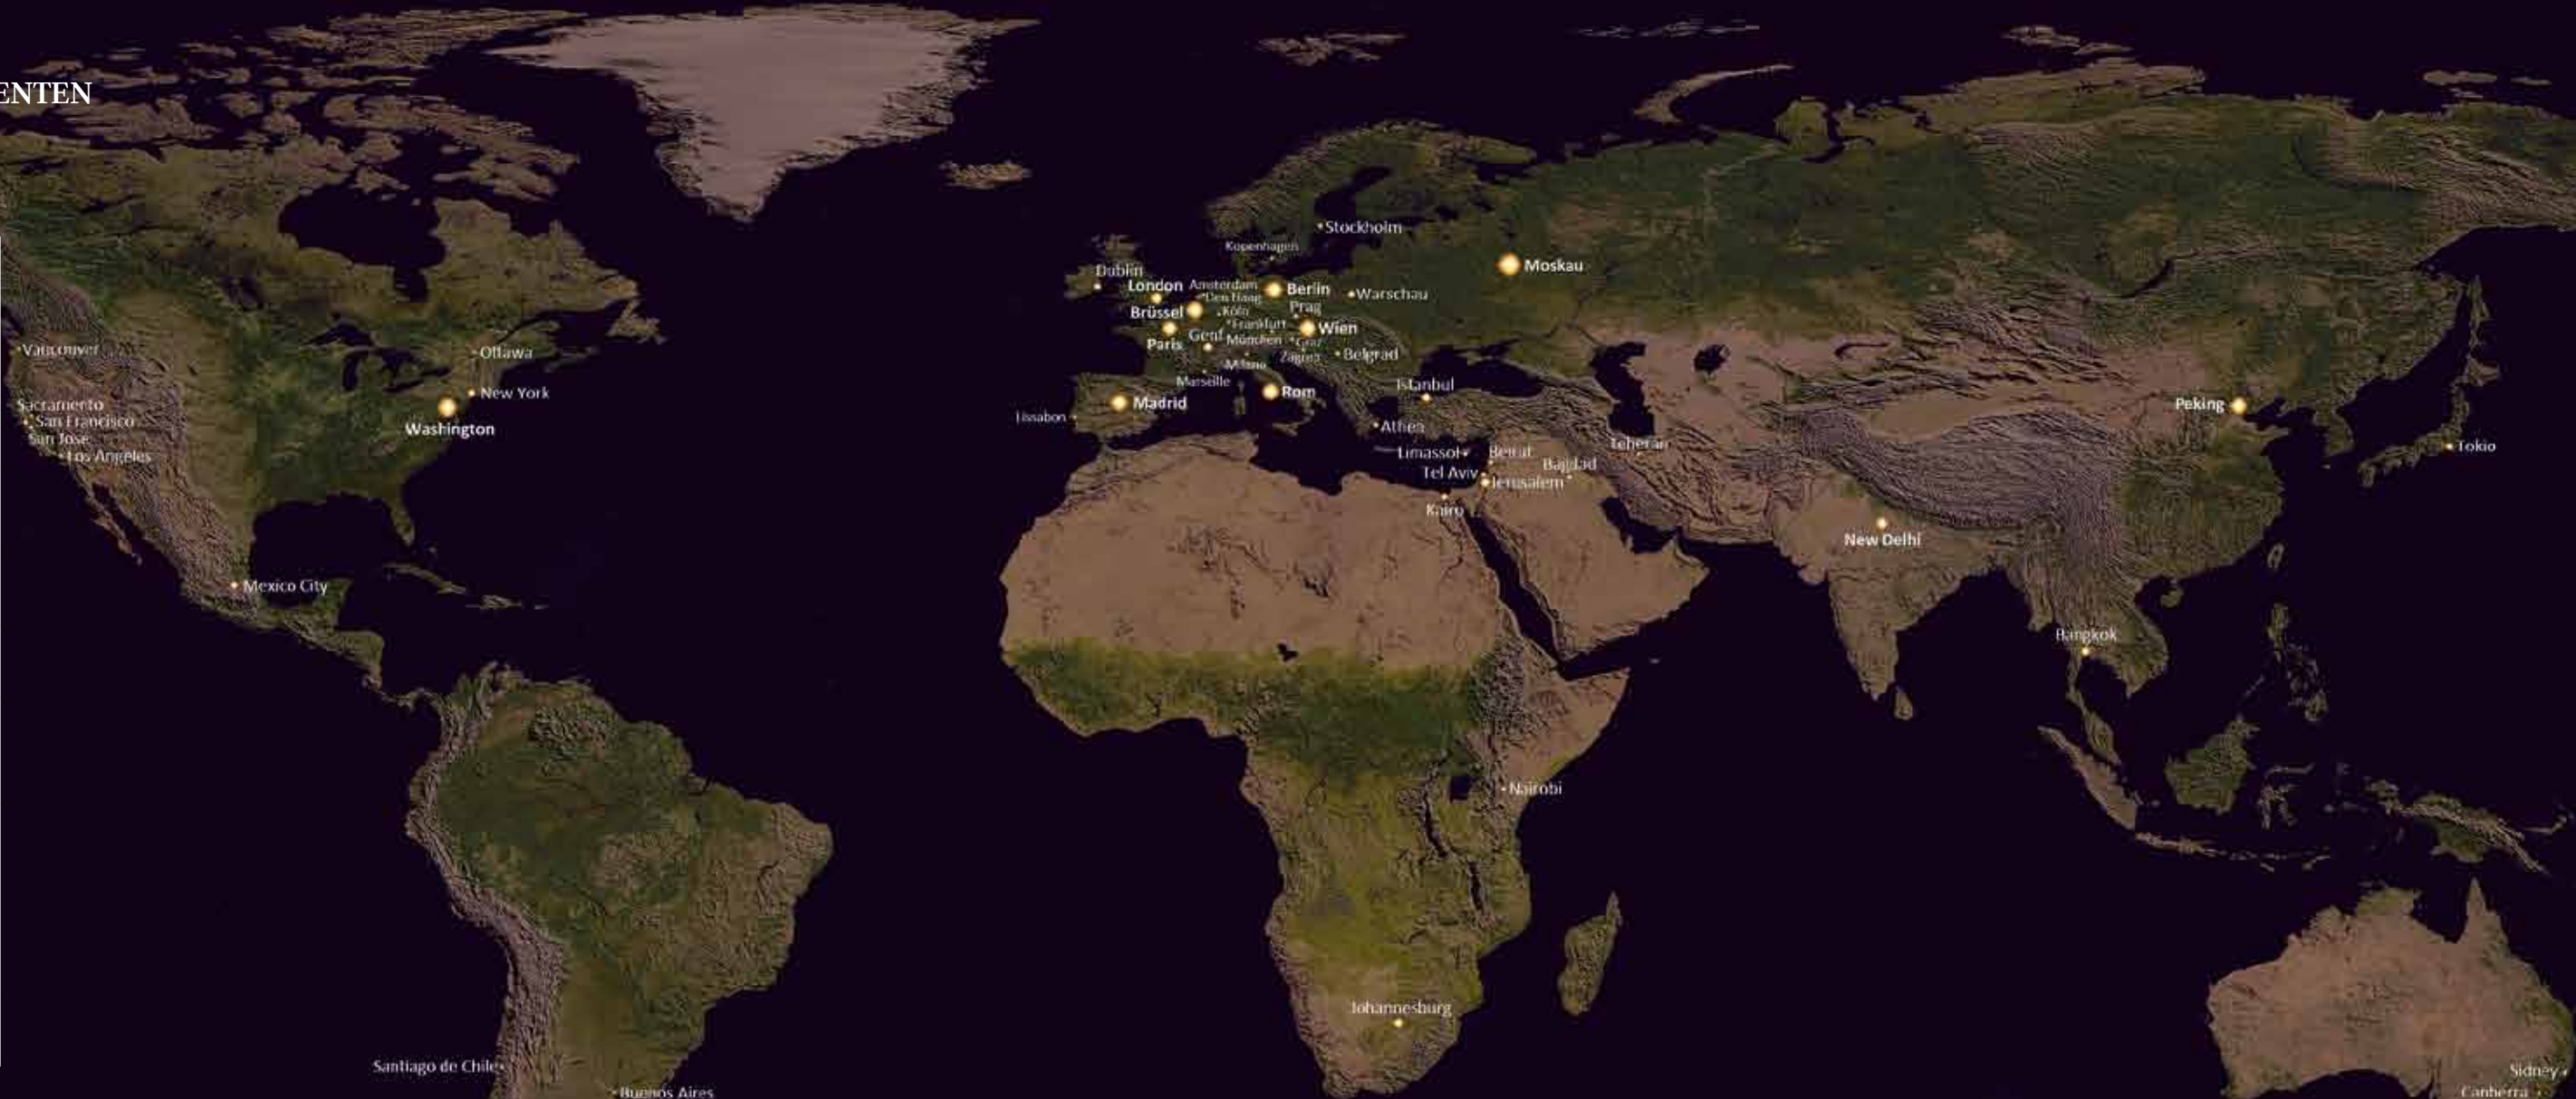 ENTEN
Stockholm
Kopenhagen
Moskau
Dublin
London
Amsterdam
Berlin
Warschau
Den Haag
Brüssel
Köln
Prag
Frankfurt
Wien
Paris
Genf
München
Graz
Zagreb
Belgrad
Milano
Marseille
Istanbul
Rom
Madrid
Lissabon
Athen
Vancouver
Ottawa
New York
Washington
Sacramento
San Francisco
San Jose
Los Angeles
Mexico City
Limassol
Beirut
Teheran
Bagdad
Tel Aviv
Jerusalem
Kairo
Peking
Tokio
New Delhi
Bangkok
Nairobi
Johannesburg
Santiago de Chile
Buenos Aires
Sidney
Canberra